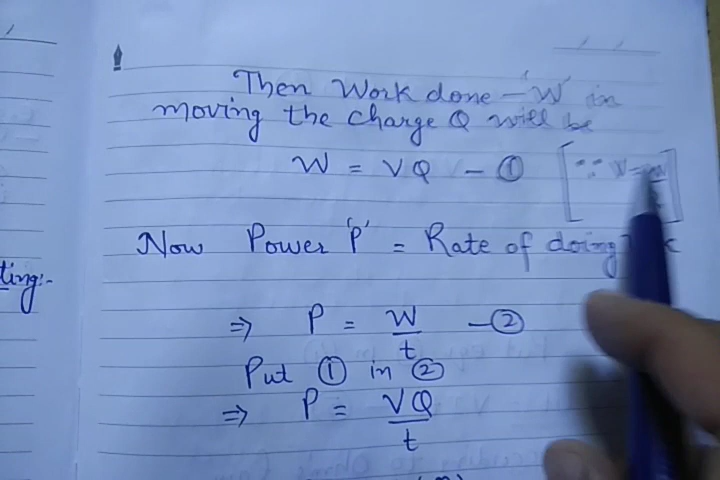 Then Work done - 'W' in
moving the charge Q will be
W = VQ - ①
Now Power 'P' = Rate of doing
ting:-
⇒ P = W/t - ②
Put ① in ②
⇒ P = VQ/t